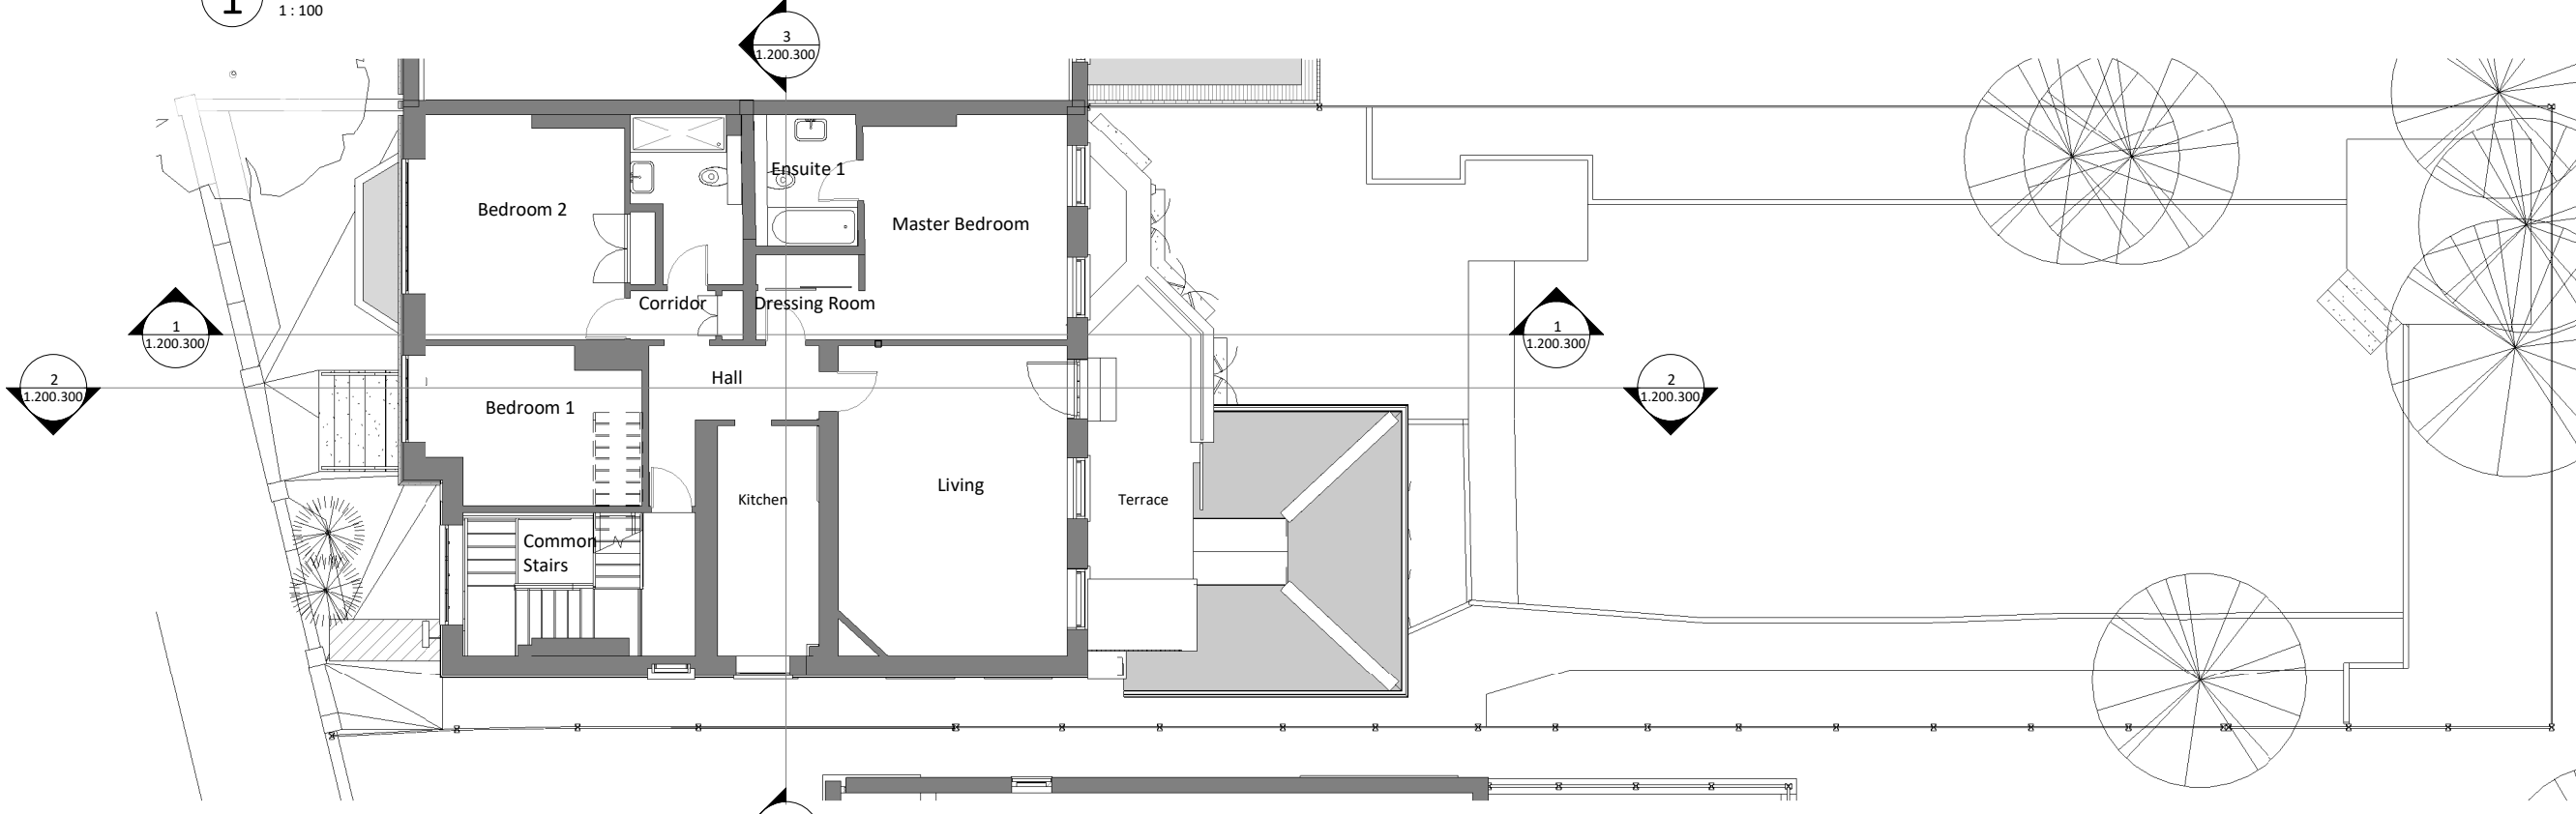 1
1 : 100
3
1.200.300
Ensuite 1
Bedroom 2
Master Bedroom
Corridor
Dressing Room
1
1.200.300
1
1.200.300
2
1.200.300
Hall
2
1.200.300
Bedroom 1
Living
Kitchen
Terrace
Common
Stairs